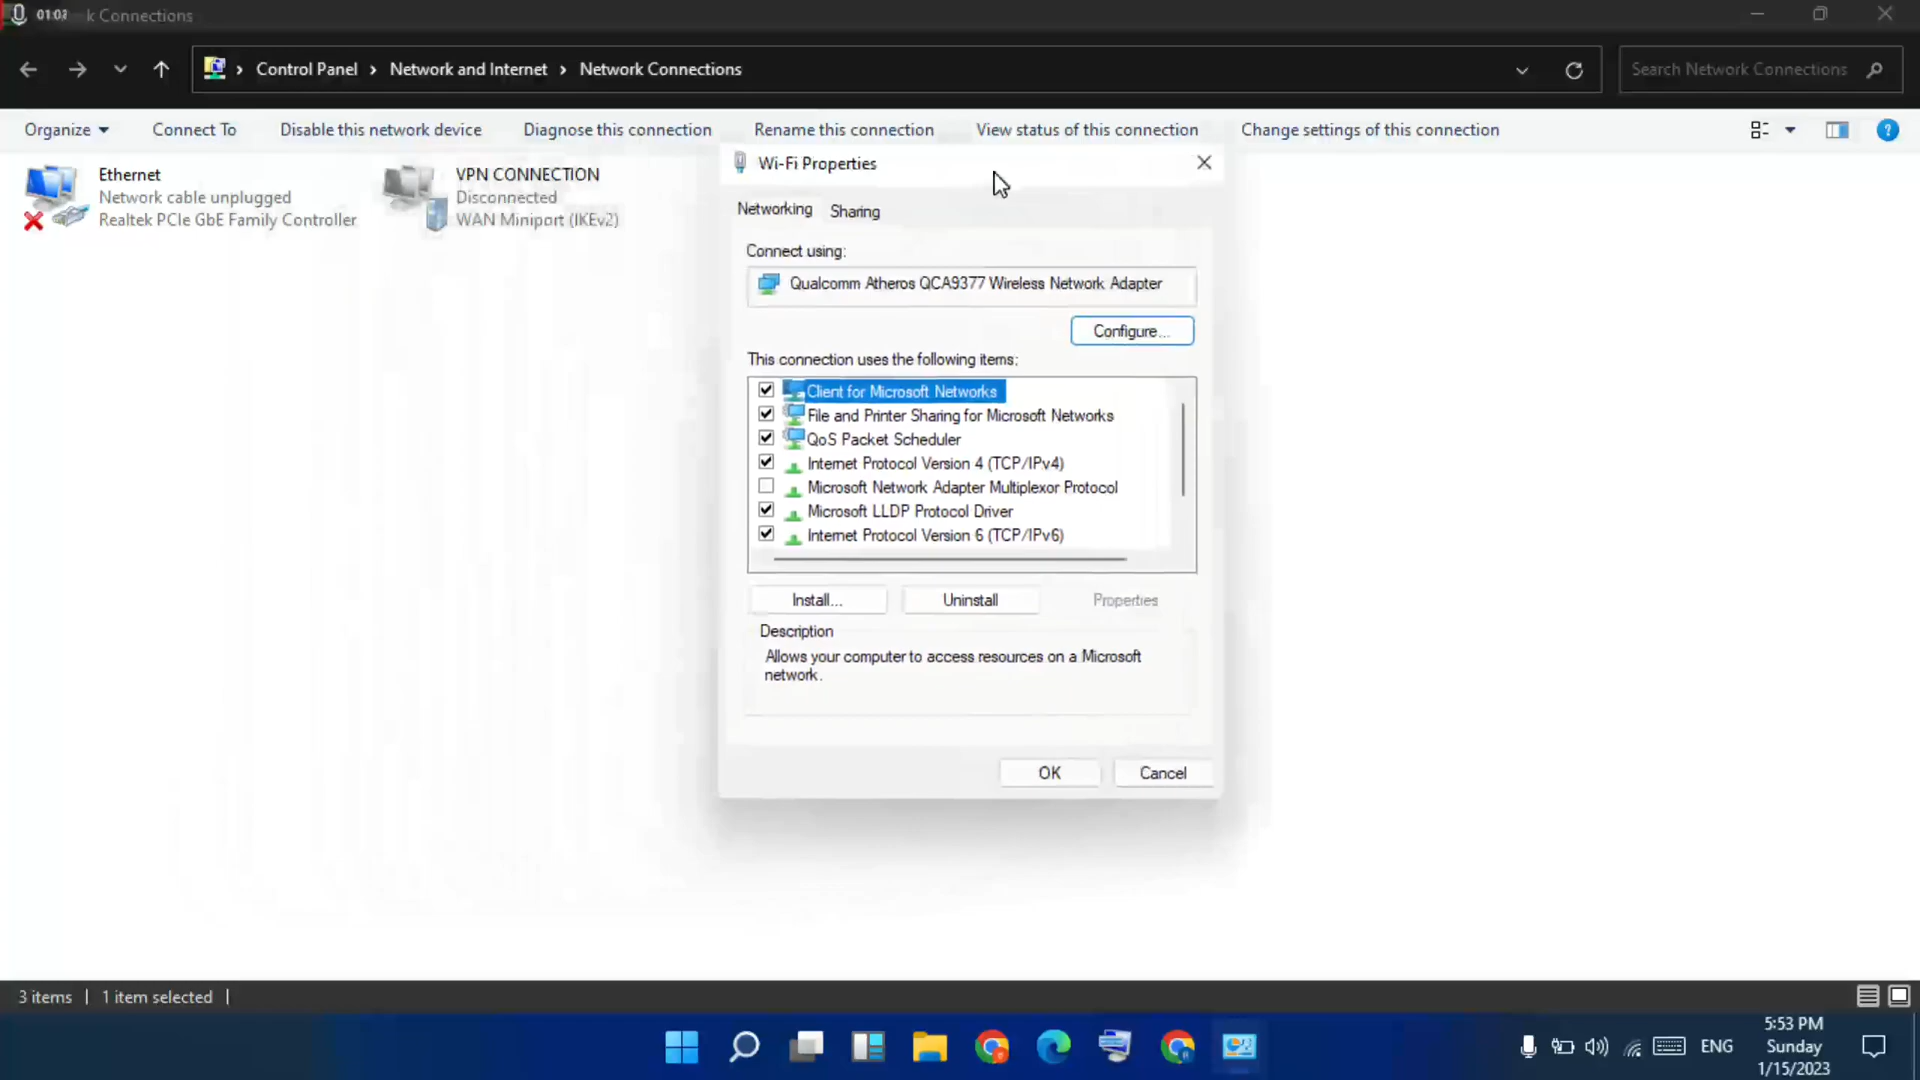 01:02 k Connections
Control Panel > Network and Internet > Network Connections
Search Network Connections
Organize Connect To Disable this network device Diagnose this connection Rename this connection View status of this connection Change settings of this connection
Ethernet
Network cable unplugged
Realtek PCIe GbE Family Controller
VPN CONNECTION
Disconnected
WAN Miniport (IKEv2)
Wi-Fi Properties
Networking Sharing
Connect using:
Qualcomm Atheros QCA9377 Wireless Network Adapter
Configure...
This connection uses the following items:
Client for Microsoft Networks
File and Printer Sharing for Microsoft Networks
QoS Packet Scheduler
Internet Protocol Version 4 (TCP/IPv4)
Microsoft Network Adapter Multiplexor Protocol
Microsoft LLDP Protocol Driver
Internet Protocol Version 6 (TCP/IPv6)
Install... Uninstall Properties
Description
Allows your computer to access resources on a Microsoft
network.
OK Cancel
3 items | 1 item selected |
ENG
5:53 PM
Sunday
1/15/2023